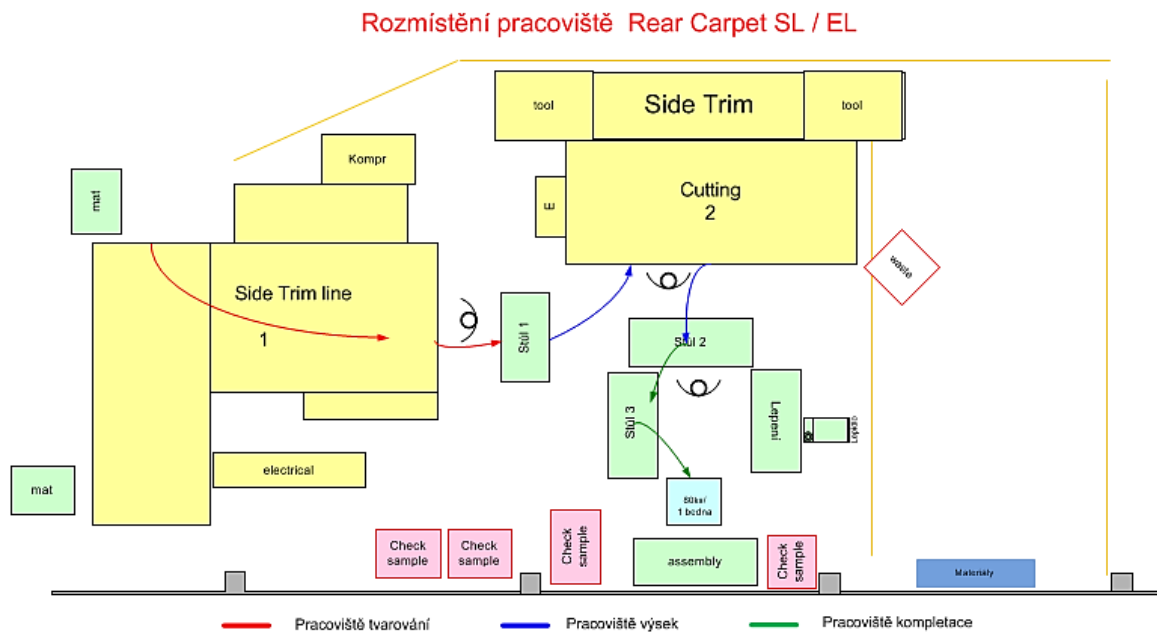 Rozmístění pracoviště Rear Carpet SL / EL
tool
Side Trim
tool
Kompr
mat
Cutting
2
E
waste
Side Trim line
1
Stůl 1
Stůl 2
Stůl 3
Lepení
Lepidlo
electrical
mat
1 bedna
Check
sample
Check
sample
Check
sample
assembly
Check
sample
Materiály
Pracoviště tvarování
Pracoviště výsek
Pracoviště kompletace